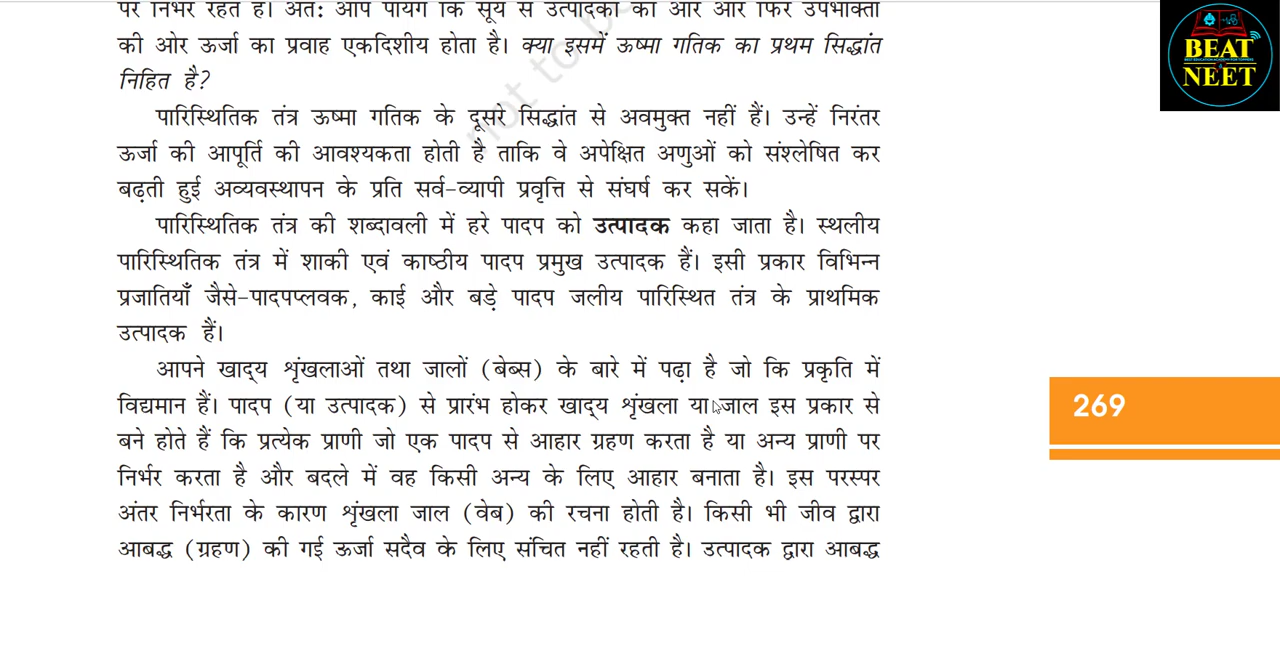 पर निर्भर रहते हैं। अतः आप पायेंगे कि सूर्य से उत्पादकों की ओर और फिर उपभोक्ता
की ओर ऊर्जा का प्रवाह एकदिशीय होता है। क्या इसमें ऊष्मा गतिक का प्रथम सिद्धांत
निहित है?
पारिस्थितिक तंत्र ऊष्मा गतिक के दूसरे सिद्धांत से अवमुक्त नहीं हैं। उन्हें निरंतर
ऊर्जा की आपूर्ति की आवश्यकता होती है ताकि वे अपेक्षित अणुओं को संश्लेषित कर
बढ़ती हुई अव्यवस्थापन के प्रति सर्व-व्यापी प्रवृत्ति से संघर्ष कर सकें।
पारिस्थितिक तंत्र की शब्दावली में हरे पादप को उत्पादक कहा जाता है। स्थलीय
पारिस्थितिक तंत्र में शाकी एवं काष्ठीय पादप प्रमुख उत्पादक हैं। इसी प्रकार विभिन्न
प्रजातियाँ जैसे-पादपप्लवक, काई और बड़े पादप जलीय पारिस्थित तंत्र के प्राथमिक
उत्पादक हैं।
आपने खाद्य शृंखलाओं तथा जालों (बेब्स) के बारे में पढ़ा है जो कि प्रकृति में
विद्यमान हैं। पादप (या उत्पादक) से प्रारंभ होकर खाद्य शृंखला या जाल इस प्रकार से
बने होते हैं कि प्रत्येक प्राणी जो एक पादप से आहार ग्रहण करता है या अन्य प्राणी पर
निर्भर करता है और बदले में वह किसी अन्य के लिए आहार बनाता है। इस परस्पर
अंतर निर्भरता के कारण शृंखला जाल (वेब) की रचना होती है। किसी भी जीव द्वारा
आबद्ध (ग्रहण) की गई ऊर्जा सदैव के लिए संचित नहीं रहती है। उत्पादक द्वारा आबद्ध
269
not to be
BEAT
NEET